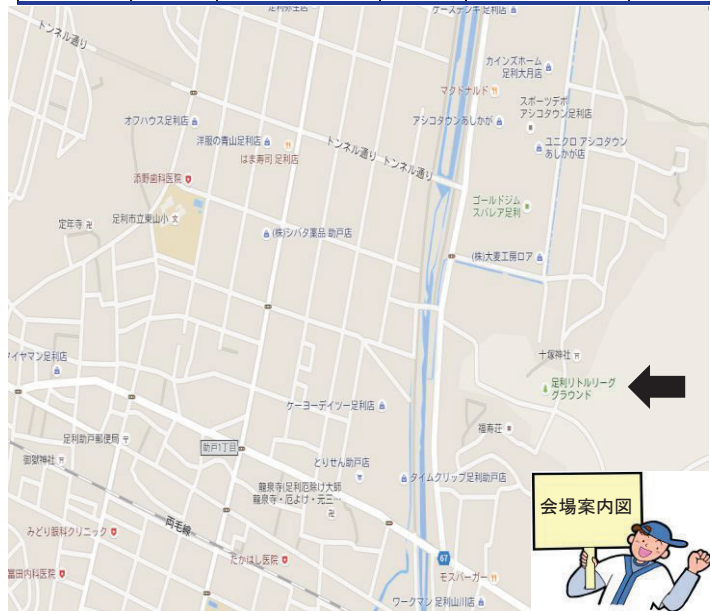 ケーズデンキ 足利店
トンネル通り
カインズホーム
足利大月店
マクドナルド
スポーツデポ
アシコタウン足利店
オフハウス足利店
アシコタウンあしかが
洋服の青山足利店
はま寿司 足利店
ユニクロ アシコタウン
あしかが店
トンネル通り
トンネル通り
添野歯科医院
ゴールドジム
スパレア足利
定年寺
足利市立東山小
(株)シバタ薬品 助戸店
(株)大麦工房ロア
十塚神社
タイヤマン足利店
足利リトルリーグ
グラウンド
ケーヨーデイツー足利店
福寿荘
足利助戸郵便局
助戸1丁目
御嶽神社
とりせん助戸店
タイムクリップ足利助戸店
龍泉寺(足利厄除け大師
龍泉寺・厄よけ・元三…
会場案内図
両毛線
みどり眼科クリニック
たかはし医院
67
冨田内科医院
モスバーガー
ワークマン 足利山川店